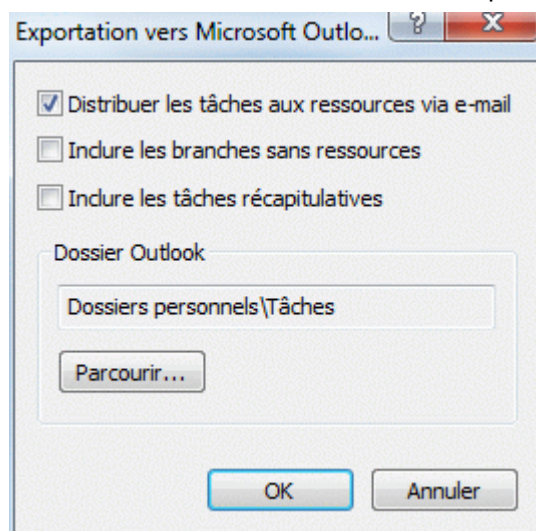 Exportation vers Microsoft Outlo...
Distribuer les tâches aux ressources via e-mail
Inclure les branches sans ressources
Inclure les tâches récapitulatives
Dossier Outlook
Dossiers personnels\Tâches
Parcourir...
OK Annuler